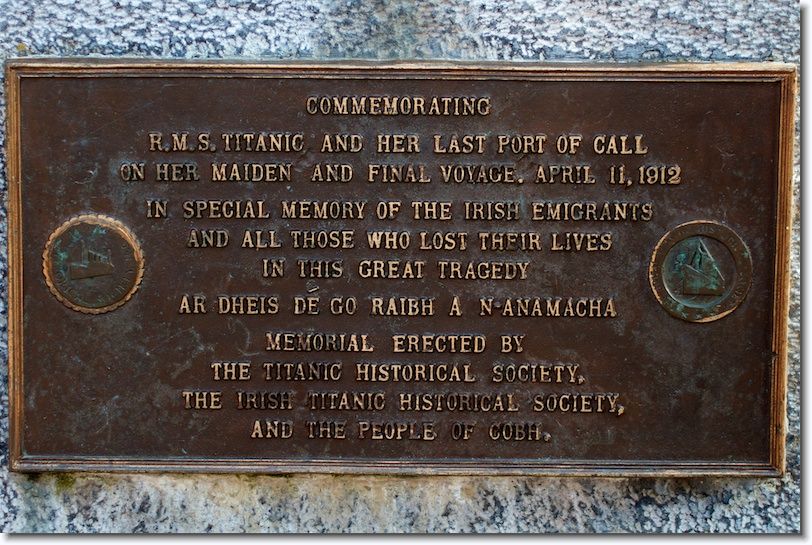 COMMEMORATING
R.M.S. TITANIC AND HER LAST PORT OF CALL
ON HER MAIDEN AND FINAL VOYAGE. APRIL 11, 1912
IN SPECIAL MEMORY OF THE IRISH EMIGRANTS
AND ALL THOSE WHO LOST THEIR LIVES
IN THIS GREAT TRAGEDY
AR DHEIS DÉ GO RAIBH A N-ANAMACHA
MEMORIAL ERECTED BY
THE TITANIC HISTORICAL SOCIETY,
THE IRISH TITANIC HISTORICAL SOCIETY,
AND THE PEOPLE OF COBH.